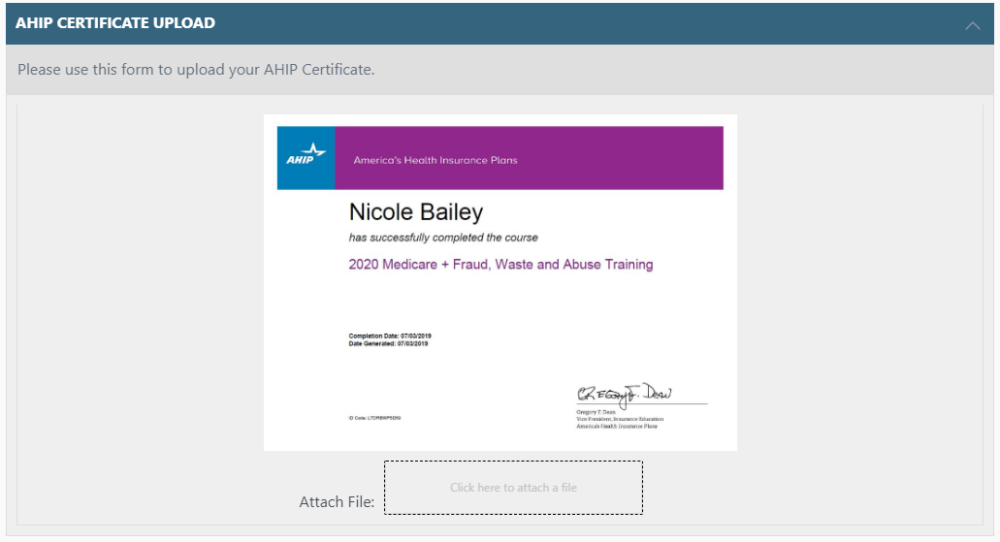 AHIP CERTIFICATE UPLOAD
Please use this form to upload your AHIP Certificate.
AHIP
America's Health Insurance Plans
Nicole Bailey
has successfully completed the course
2020 Medicare + Fraud, Waste and Abuse Training
Completion Date: 07/03/2019
Date Generated: 07/03/2019
Gregory F. Dean
Gregory F. Dean
Vice President, Insurance Education
America's Health Insurance Plans
ID Code:
Click here to attach a file
Attach File: